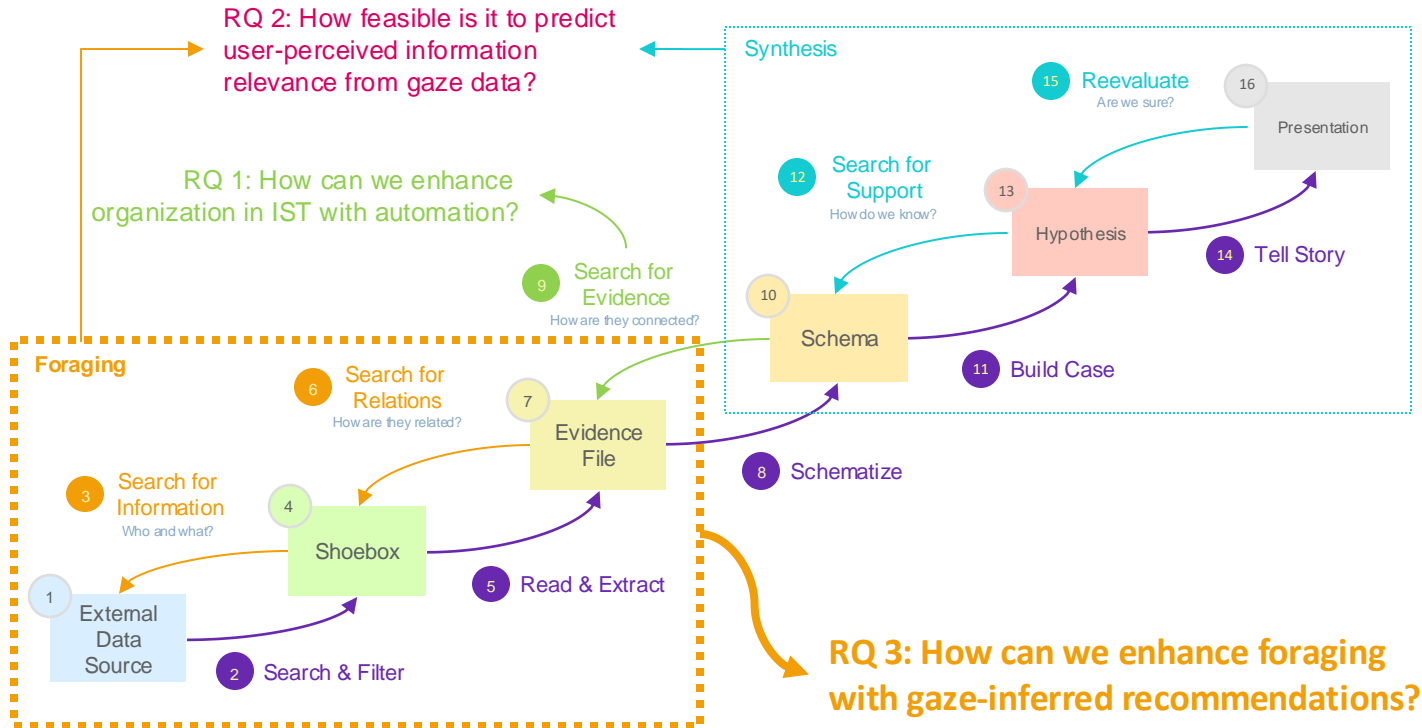 RQ 2: How feasible is it to predict
user-perceived information
relevance from gaze data?
Synthesis
15
Reevaluate
Are we sure?
16
Presentation
RQ 1: How can we enhance
organization in IST with automation?
12
Search for
Support
How do we know?
13
Hypothesis
14
Tell Story
9
Search for
Evidence
How are they connected?
10
Schema
11
Build Case
Foraging
6
Search for
Relations
How are they related?
7
Evidence
File
8
Schematize
3
Search for
Information
Who and what?
4
Shoebox
5
Read & Extract
1
External
Data
Source
2
Search & Filter
RQ 3: How can we enhance foraging
with gaze-inferred recommendations?